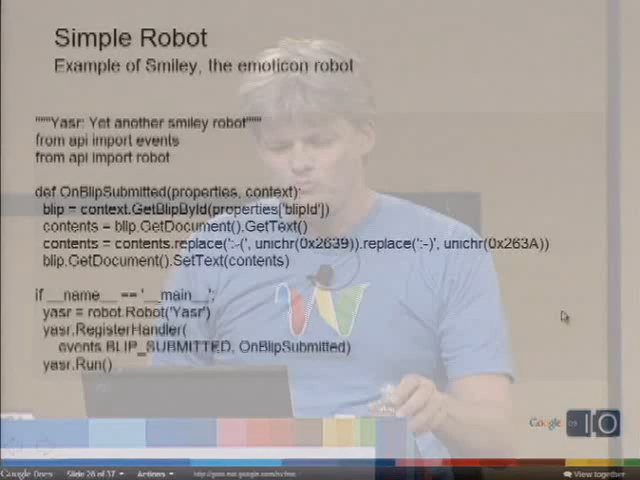 Simple Robot
Example of Smiley, the emoticon robot
"""Yasr: Yet another smiley robot"""
from api import events
from api import robot
def OnBlipSubmitted(properties, context):
blip = context.GetBlipById(properties['blipId'])
contents = blip.GetDocument().GetText()
contents = contents.replace(':-(', unichr(0x2639)).replace(':-)', unichr(0x263A))
blip.GetDocument().SetText(contents)
if __name__ == '__main__':
yasr = robot.Robot('Yasr')
yasr.RegisterHandler(
events.BLIP_SUBMITTED, OnBlipSubmitted)
yasr.Run()
Google IO
Google Docs Slide 28 of 37 Actions View together